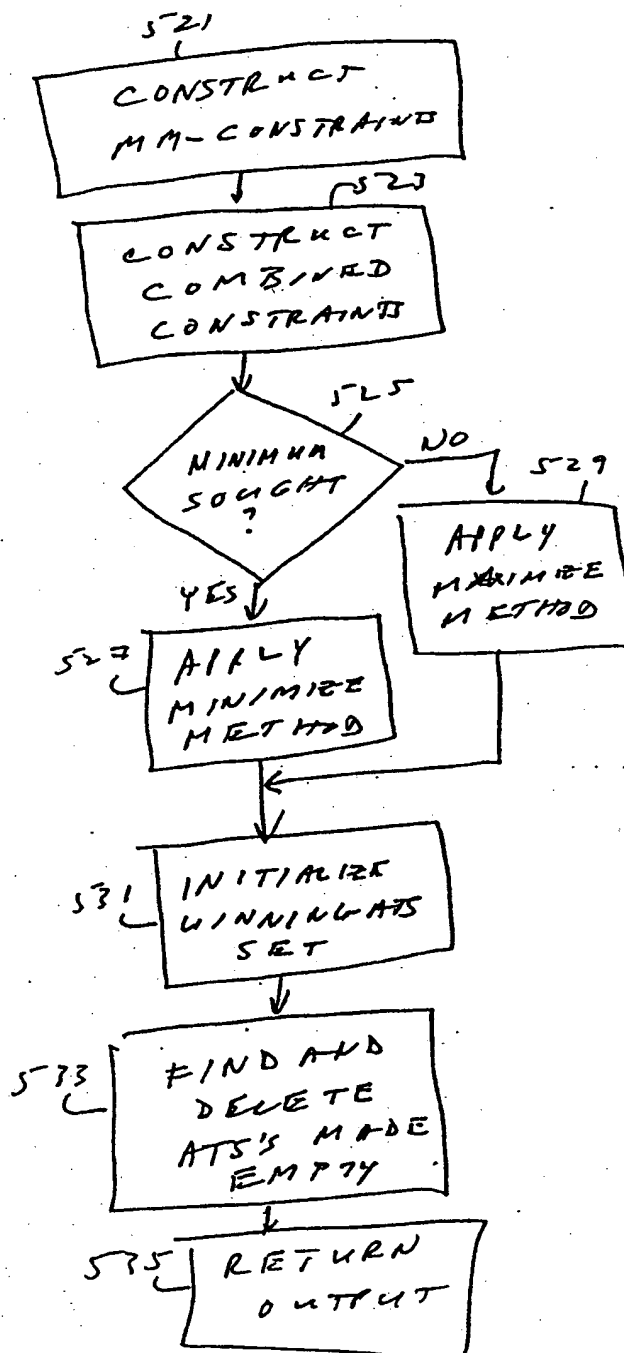 521
CONSTRUCT
MM-CONSTRAINTS
523
CONSTRUCT
COMBINED
CONSTRAINTS
525
MINIMUM
SOUGHT
?
NO
529
APPLY
MAXIMIZE
METHOD
YES
527
APPLY
MINIMIZE
METHOD
531
INITIALIZE
WINNING ATS
SET
533
FIND AND
DELETE
ATS'S MADE
EMPTY
535
RETURN
OUTPUT